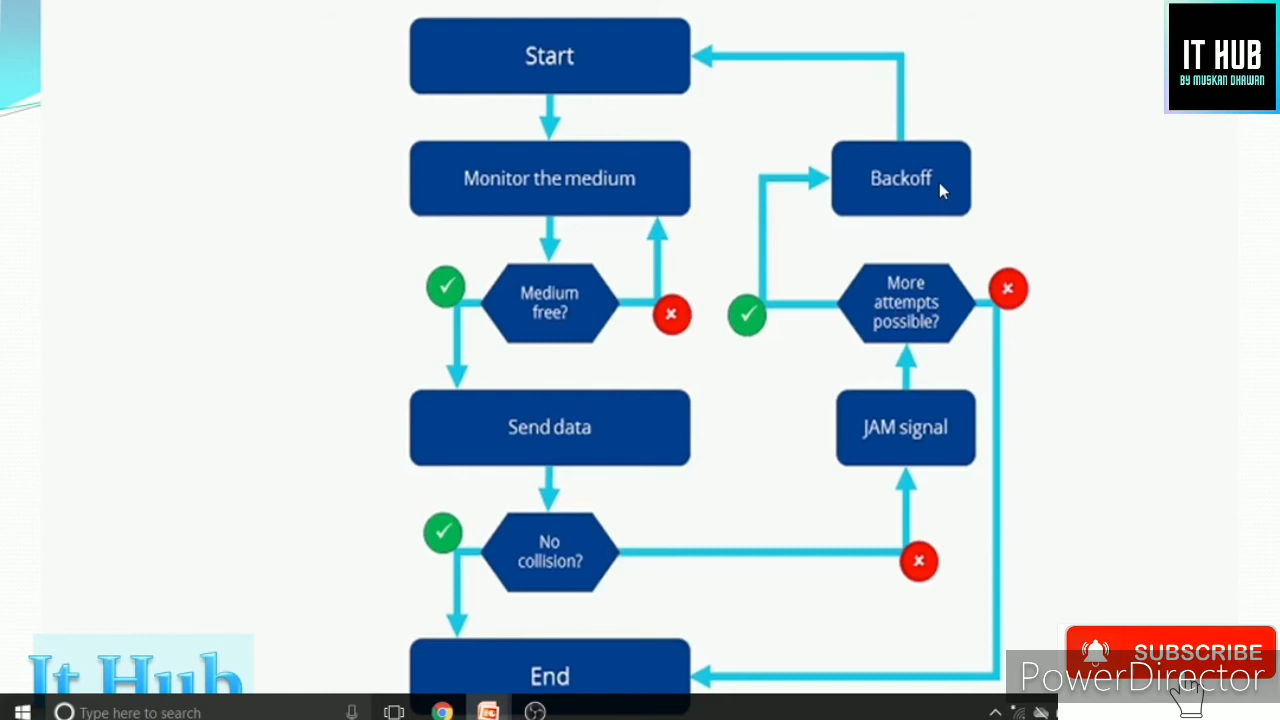 Start
IT HUB
BY MUSKAN DHAWAN
Monitor the medium
Backoff
Medium
free?
More
attempts
possible?
Send data
JAM signal
No
collision?
End
It Hub
SUBSCRIBE
PowerDirector
Type here to search